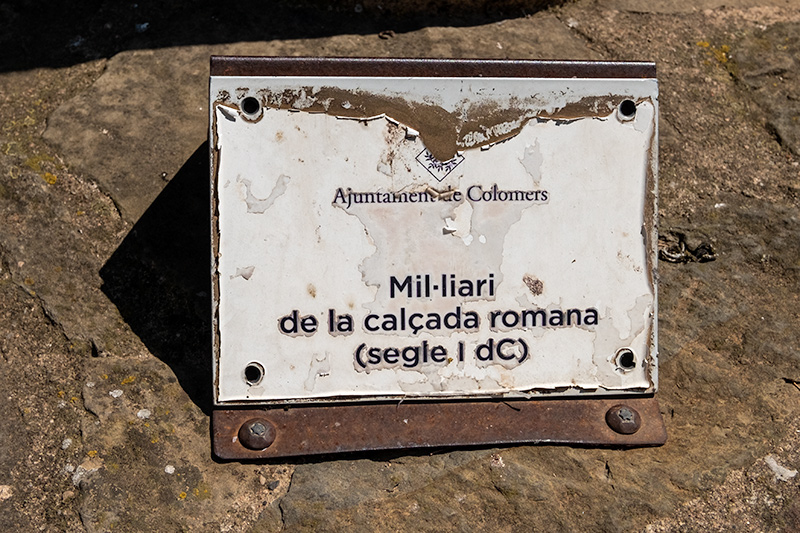 Ajuntament de Colomers
Mil·liari
de la calçada romana
(segle I dC)